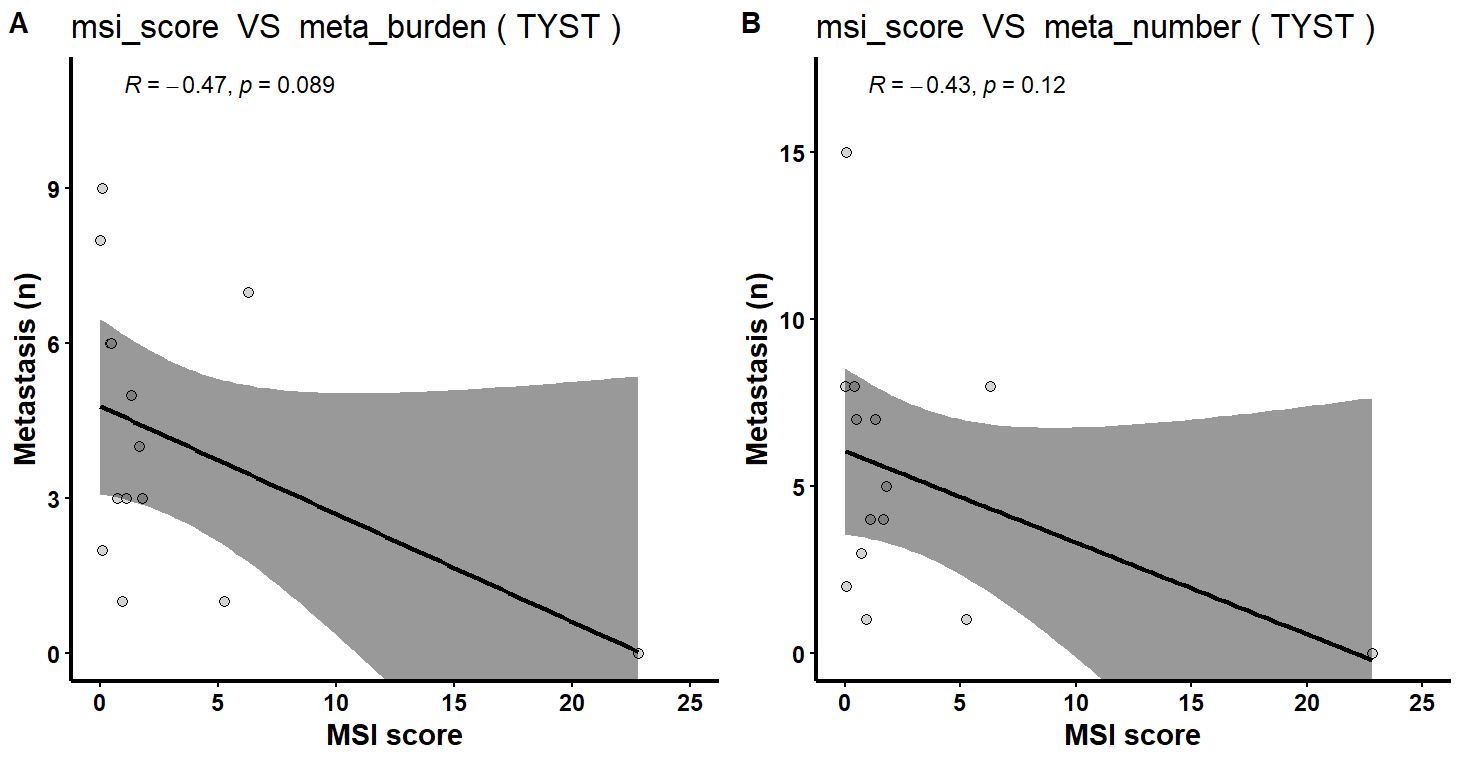 A
msi_score VS meta_burden ( TYST )
R = −0.47, p = 0.089
Metastasis (n)
9
6
3
0
0 5 10 15 20 25
MSI score
B
msi_score VS meta_number ( TYST )
R = −0.43, p = 0.12
Metastasis (n)
15
10
5
0
0 5 10 15 20 25
MSI score